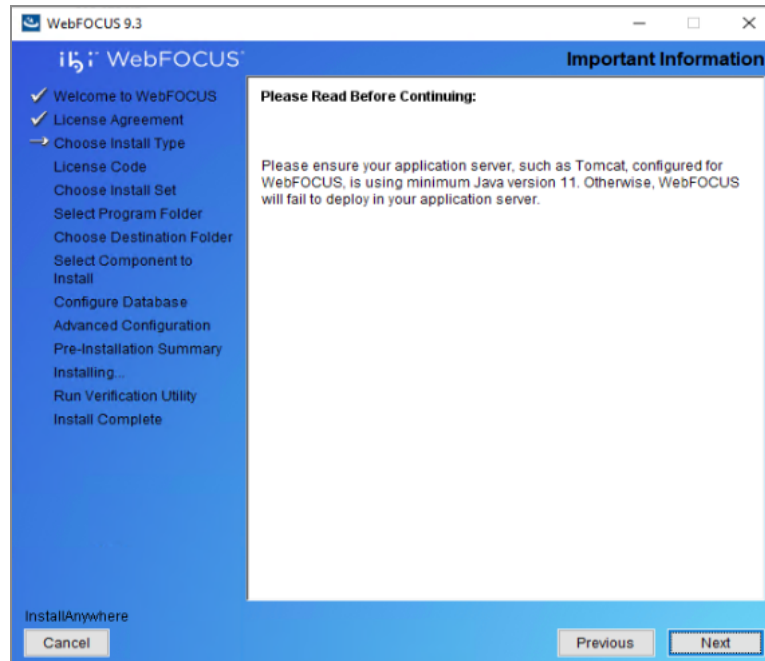 WebFOCUS 9.3
ibi WebFOCUS
Important Information
Welcome to WebFOCUS
License Agreement
Choose Install Type
License Code
Choose Install Set
Select Program Folder
Choose Destination Folder
Select Component to
Install
Configure Database
Advanced Configuration
Pre-Installation Summary
Installing...
Run Verification Utility
Install Complete
Please Read Before Continuing:
Please ensure your application server, such as Tomcat, configured for
WebFOCUS, is using minimum Java version 11. Otherwise, WebFOCUS
will fail to deploy in your application server.
InstallAnywhere
Cancel
Previous
Next